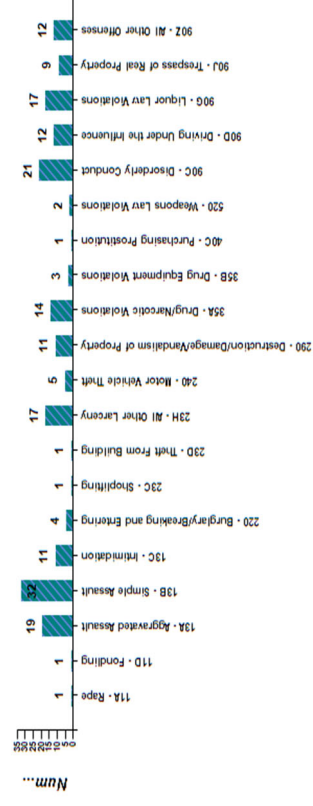 Num...
0 5 10 15 20 25 30 35
11A - Rape 1
11D - Fondling 1
13A - Aggravated Assault 19
13B - Simple Assault 32
13C - Intimidation 11
220 - Burglary/Breaking and Entering 4
23C - Shoplifting 1
23D - Theft From Building 1
23H - All Other Larceny 17
240 - Motor Vehicle Theft 5
290 - Destruction/Damage/Vandalism of Property 11
35A - Drug/Narcotic Violations 14
35B - Drug Equipment Violations 3
40C - Purchasing Prostitution 1
520 - Weapons Law Violations 2
90C - Disorderly Conduct 21
90D - Driving Under the Influence 12
90G - Liquor Law Violations 17
90J - Trespass of Real Property 9
90Z - All Other Offenses 12